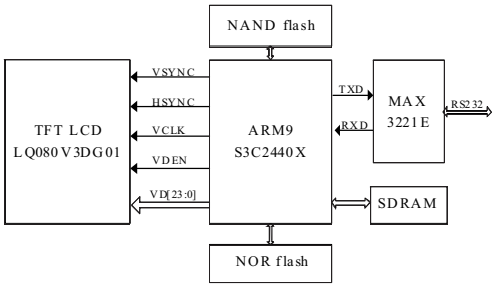 NAND flash
VSYNC
HSYNC
VCLK
VDEN
VD[23:0]
TFT LCD
LQ080V3DG01
ARM9
S3C2440X
TXD
RXD
MAX
3221E
RS232
SDRAM
NOR flash